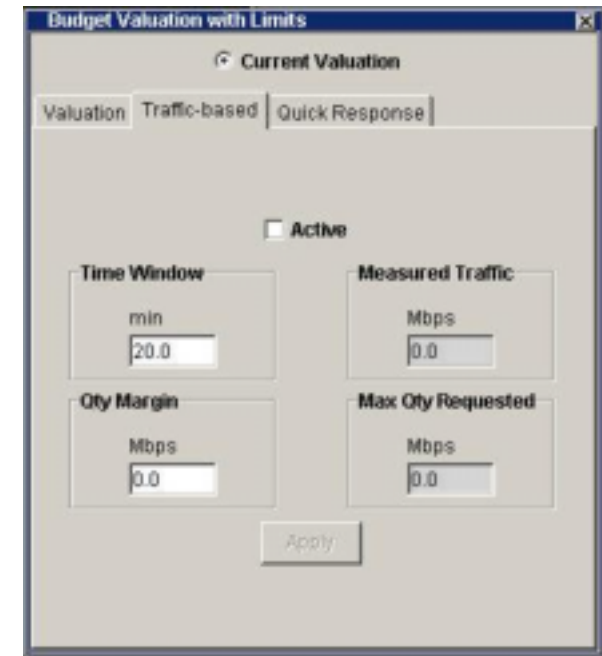 Budget Valuation with Limits
Current Valuation
Valuation Traffic-based Quick Response
Active
Time Window Measured Traffic
min Mbps
20.0 0.0
Qty Margin Max Qty Requested
Mbps Mbps
0.0 0.0
Apply